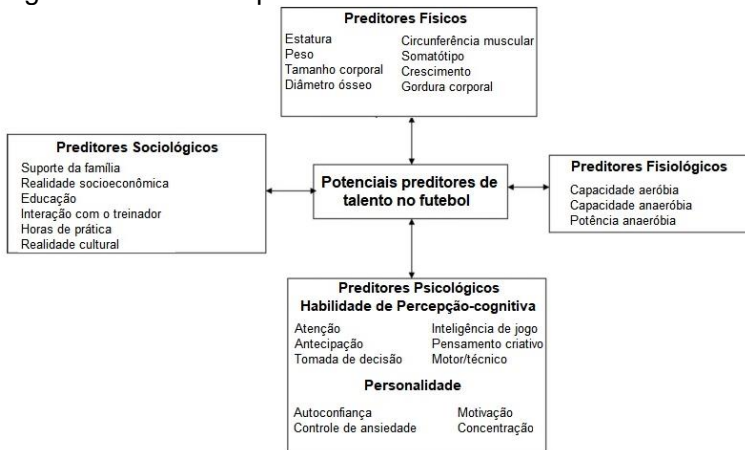 Preditores Físicos
Estatura Circunferência muscular
Peso Somatótipo
Tamanho corporal Crescimento
Diâmetro ósseo Gordura corporal
Preditores Sociológicos
Suporte da família
Realidade socioeconômica
Educação
Interação com o treinador
Horas de prática
Realidade cultural
Potenciais preditores de
talento no futebol
Preditores Fisiológicos
Capacidade aeróbia
Capacidade anaeróbia
Potência anaeróbia
Preditores Psicológicos
Habilidade de Percepção-cognitiva
Atenção Inteligência de jogo
Antecipação Pensamento criativo
Tomada de decisão Motor/técnico
Personalidade
Autoconfiança Motivação
Controle de ansiedade Concentração